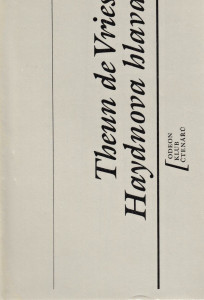 Theun de Vries
Haydnova hlava
[ODEON
KLUB
ČTENÁŘŮ